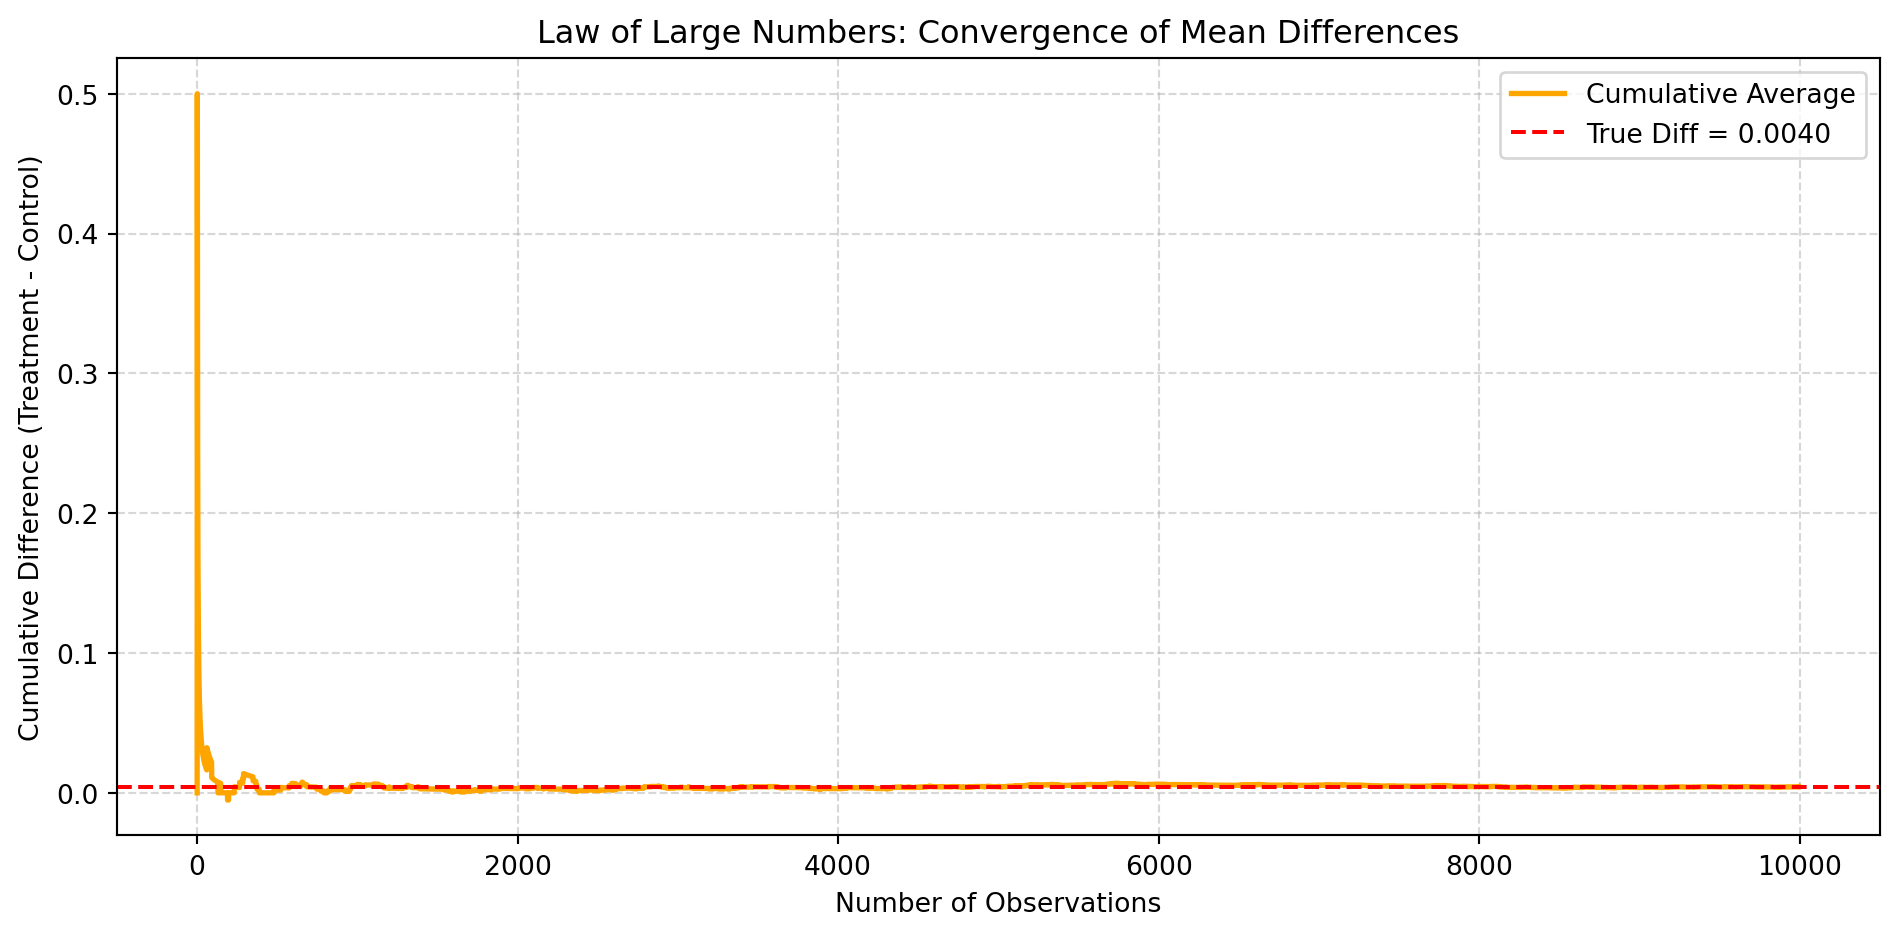 Law of Large Numbers: Convergence of Mean Differences
Cumulative Average
True Diff = 0.0040
Cumulative Difference (Treatment - Control)
0.5
0.4
0.3
0.2
0.1
0.0
0 2000 4000 6000 8000 10000
Number of Observations